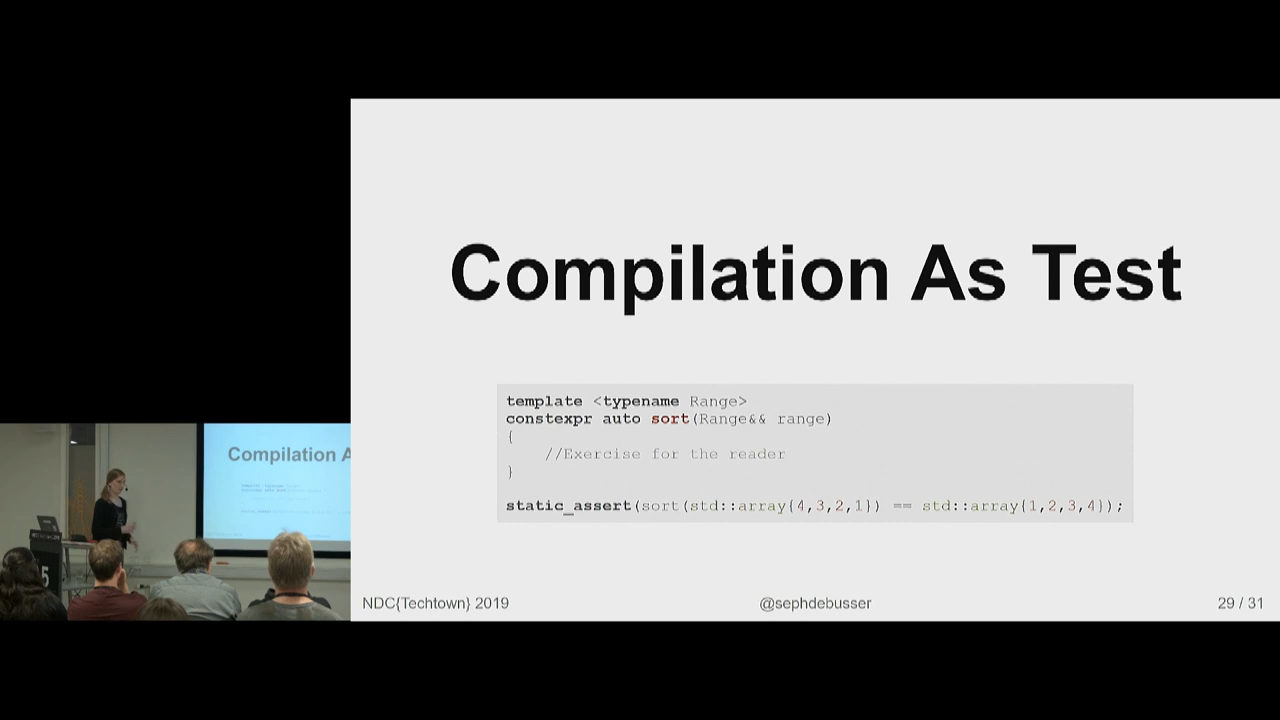 Compilation As Test
template <typename Range>
constexpr auto sort(Range&& range)
{
//Exercise for the reader
}
static_assert(sort(std::array{4,3,2,1}) == std::array{1,2,3,4});
NDC{Techtown} 2019
@sephdebusser
29 / 31
Compilation A
5